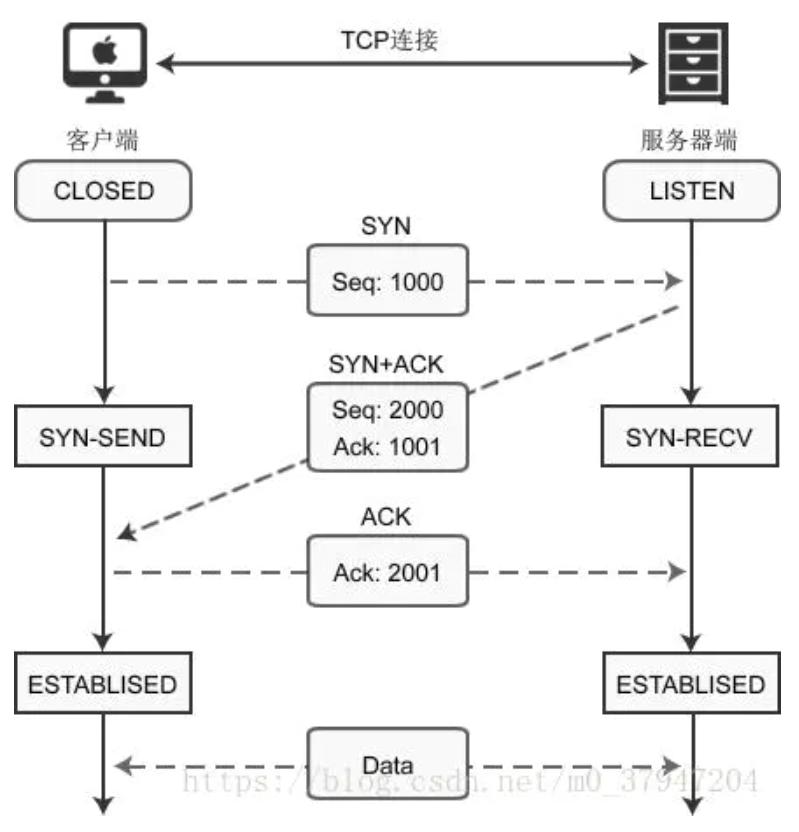 TCP连接
客户端
服务器端
CLOSED
LISTEN
SYN
Seq: 1000
SYN+ACK
Seq: 2000
Ack: 1001
SYN-SEND
SYN-RECV
ACK
Ack: 2001
ESTABLISED
ESTABLISED
Data
https://blog.csdn.net/m0_37947204